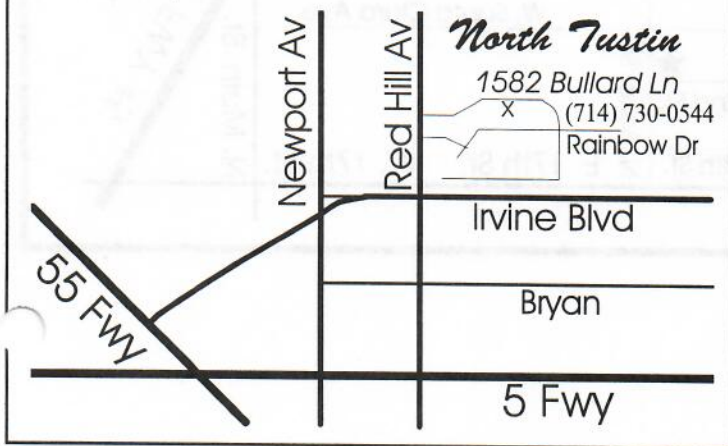 North Tustin
1582 Bullard Ln
X
(714) 730-0544
Rainbow Dr
Newport Av
Red Hill Av
Irvine Blvd
55 Fwy
Bryan
5 Fwy